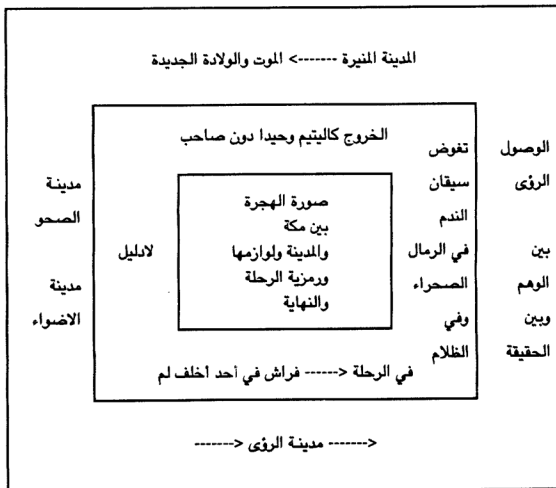 المدينة المنيرة -------> الموت والولادة الجديدة
الخروج كاليتيم وحيدا دون صاحب
الوصول
الرؤى
بين
الوهم
وبين
الحقيقة
تغوض
سيقان
الندم
في الرمال
الصحراء
وفي
الظلام
صورة الهجرة
بين مكة
والمدينة ولوازمها
ورمزية الرحلة
والنهاية
لادليل
مدينة
الصحو
مدينة
الاضواء
في الرحلة <------ فراش في أحد أخلف لم
<------- مدينة الرؤى <-------